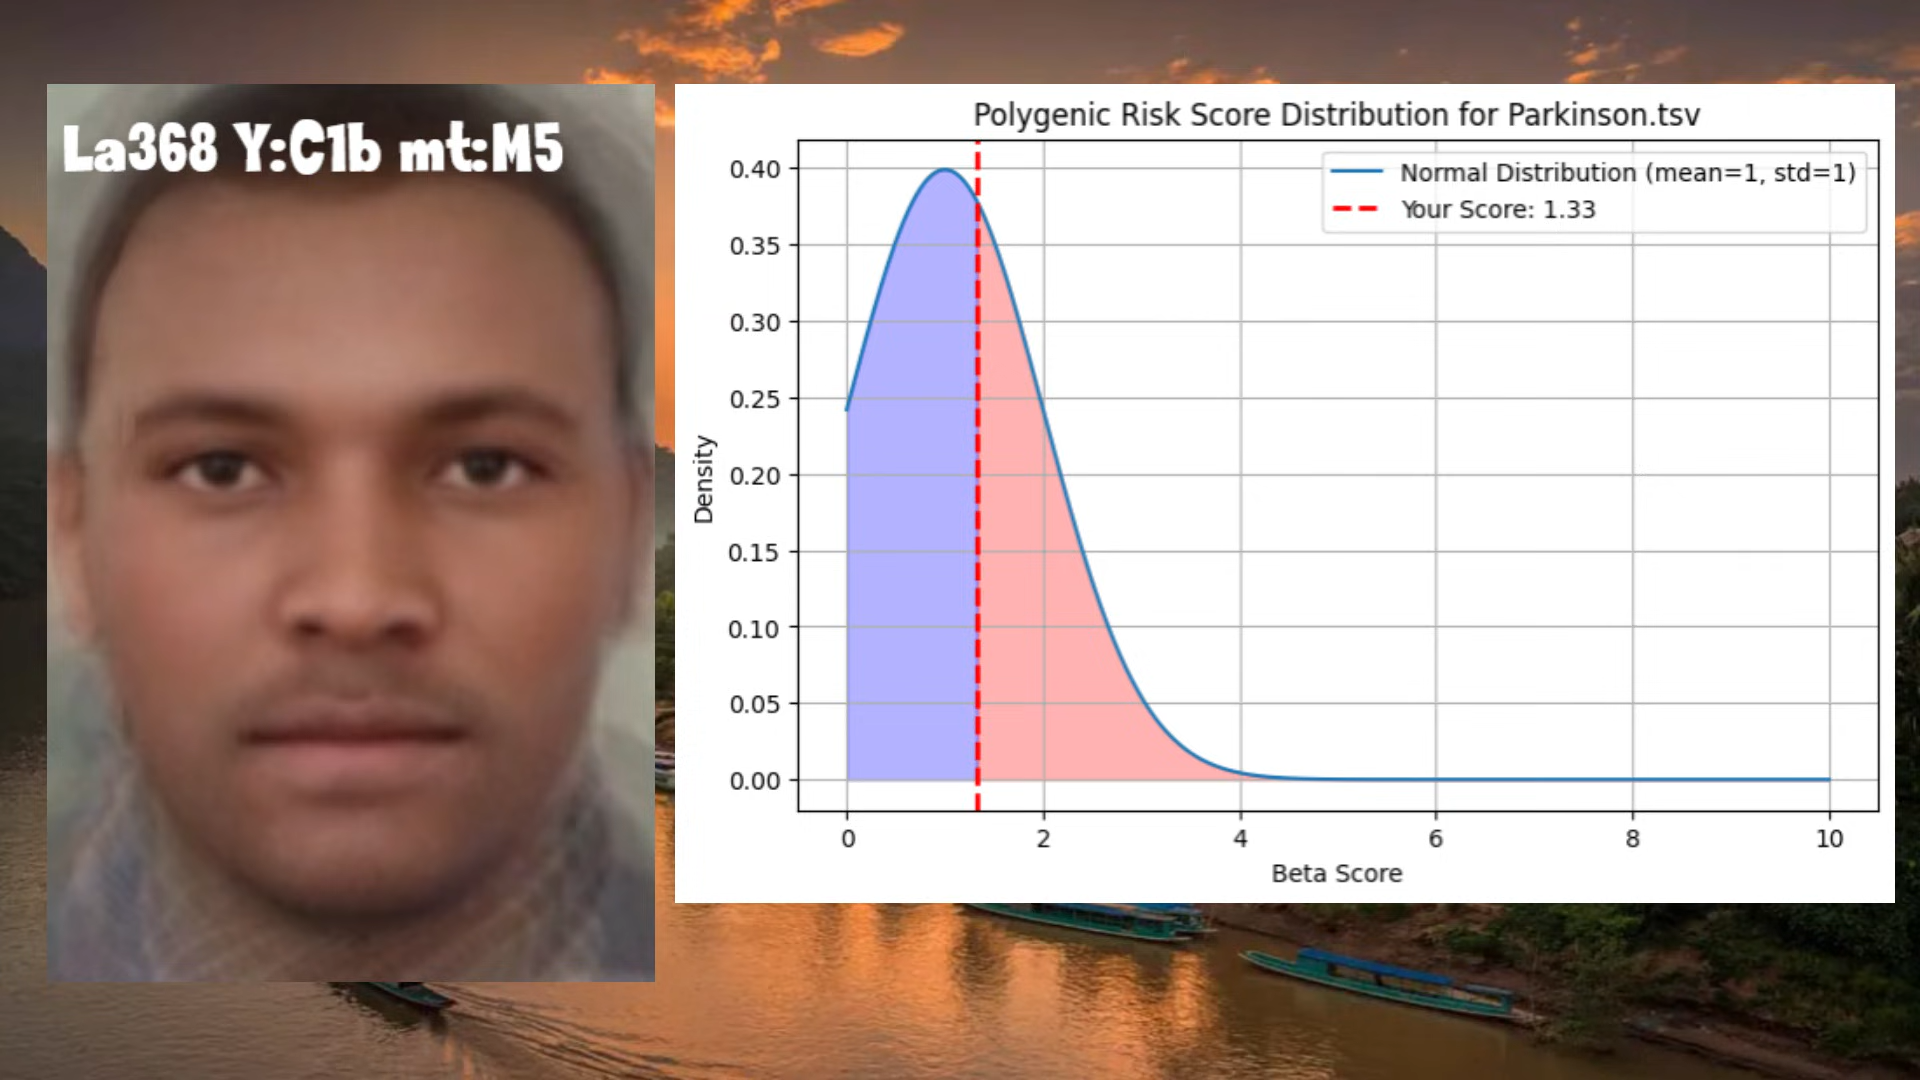 La368 Y:C1b mt:M5
Polygenic Risk Score Distribution for Parkinson.tsv
Normal Distribution (mean=1, std=1)
Your Score: 1.33
Density
0.40
0.35
0.30
0.25
0.20
0.15
0.10
0.05
0.00
0 2 4 6 8 10
Beta Score